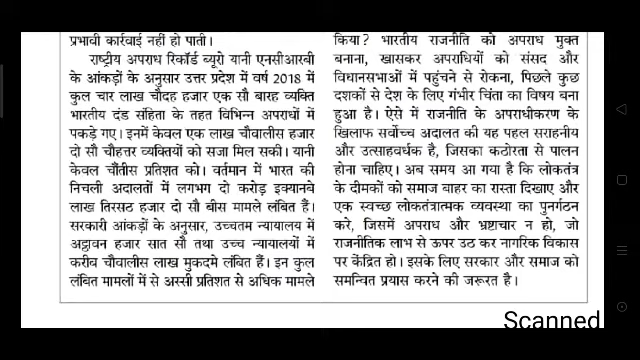 प्रभावी कार्रवाई नहीं हो पाती।
राष्ट्रीय अपराध रिकॉर्ड ब्यूरो यानी एनसीआरबी
के आंकड़ों के अनुसार उत्तर प्रदेश में वर्ष 2018 में
कुल चार लाख चौदह हजार एक सौ बारह व्यक्ति
भारतीय दंड संहिता के तहत विभिन्न अपराधों में
पकड़े गए। इनमें केवल एक लाख चौवालीस हजार
दो सौ चौहत्तर व्यक्तियों को सजा मिल सकी। यानी
केवल चौंतीस प्रतिशत को। वर्तमान में भारत की
निचली अदालतों में लगभग दो करोड़ इक्यानवे
लाख तिरसठ हजार दो सौ बीस मामले लंबित हैं।
सरकारी आंकड़ों के अनुसार, उच्चतम न्यायालय में
अट्ठावन हजार सात सौ तथा उच्च न्यायालयों में
करीब चौवालीस लाख मुकदमे लंबित हैं। इन कुल
लंबित मामलों में से अस्सी प्रतिशत से अधिक मामले
किया? भारतीय राजनीति को अपराध मुक्त
बनाना, खासकर अपराधियों को संसद और
विधानसभाओं में पहुंचने से रोकना, पिछले कुछ
दशकों से देश के लिए गंभीर चिंता का विषय बना
हुआ है। ऐसे में राजनीति के अपराधीकरण के
खिलाफ सर्वोच्च अदालत की यह पहल सराहनीय
और उत्साहवर्धक है, जिसका कठोरता से पालन
होना चाहिए। अब समय आ गया है कि लोकतंत्र
के दीमकों को समाज बाहर का रास्ता दिखाए और
एक स्वच्छ लोकतंत्रात्मक व्यवस्था का पुनर्गठन
करे, जिसमें अपराध और भ्रष्टाचार न हो, जो
राजनीतिक लाभ से ऊपर उठ कर नागरिक विकास
पर केंद्रित हो। इसके लिए सरकार और समाज को
समन्वित प्रयास करने की जरूरत है।
Scanned